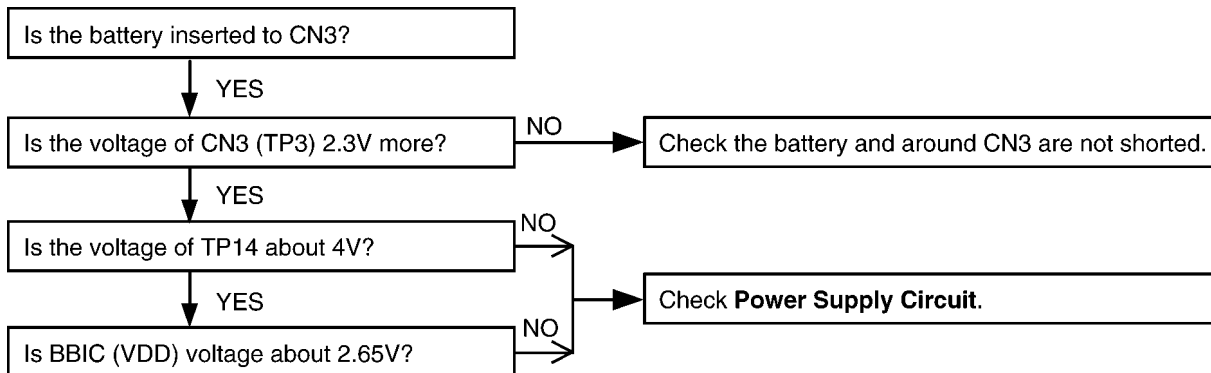 Is the battery inserted to CN3?
YES
Is the voltage of CN3 (TP3) 2.3V more?
NO
Check the battery and around CN3 are not shorted.
YES
Is the voltage of TP14 about 4V?
NO
YES
Check Power Supply Circuit.
Is BBIC (VDD) voltage about 2.65V?
NO